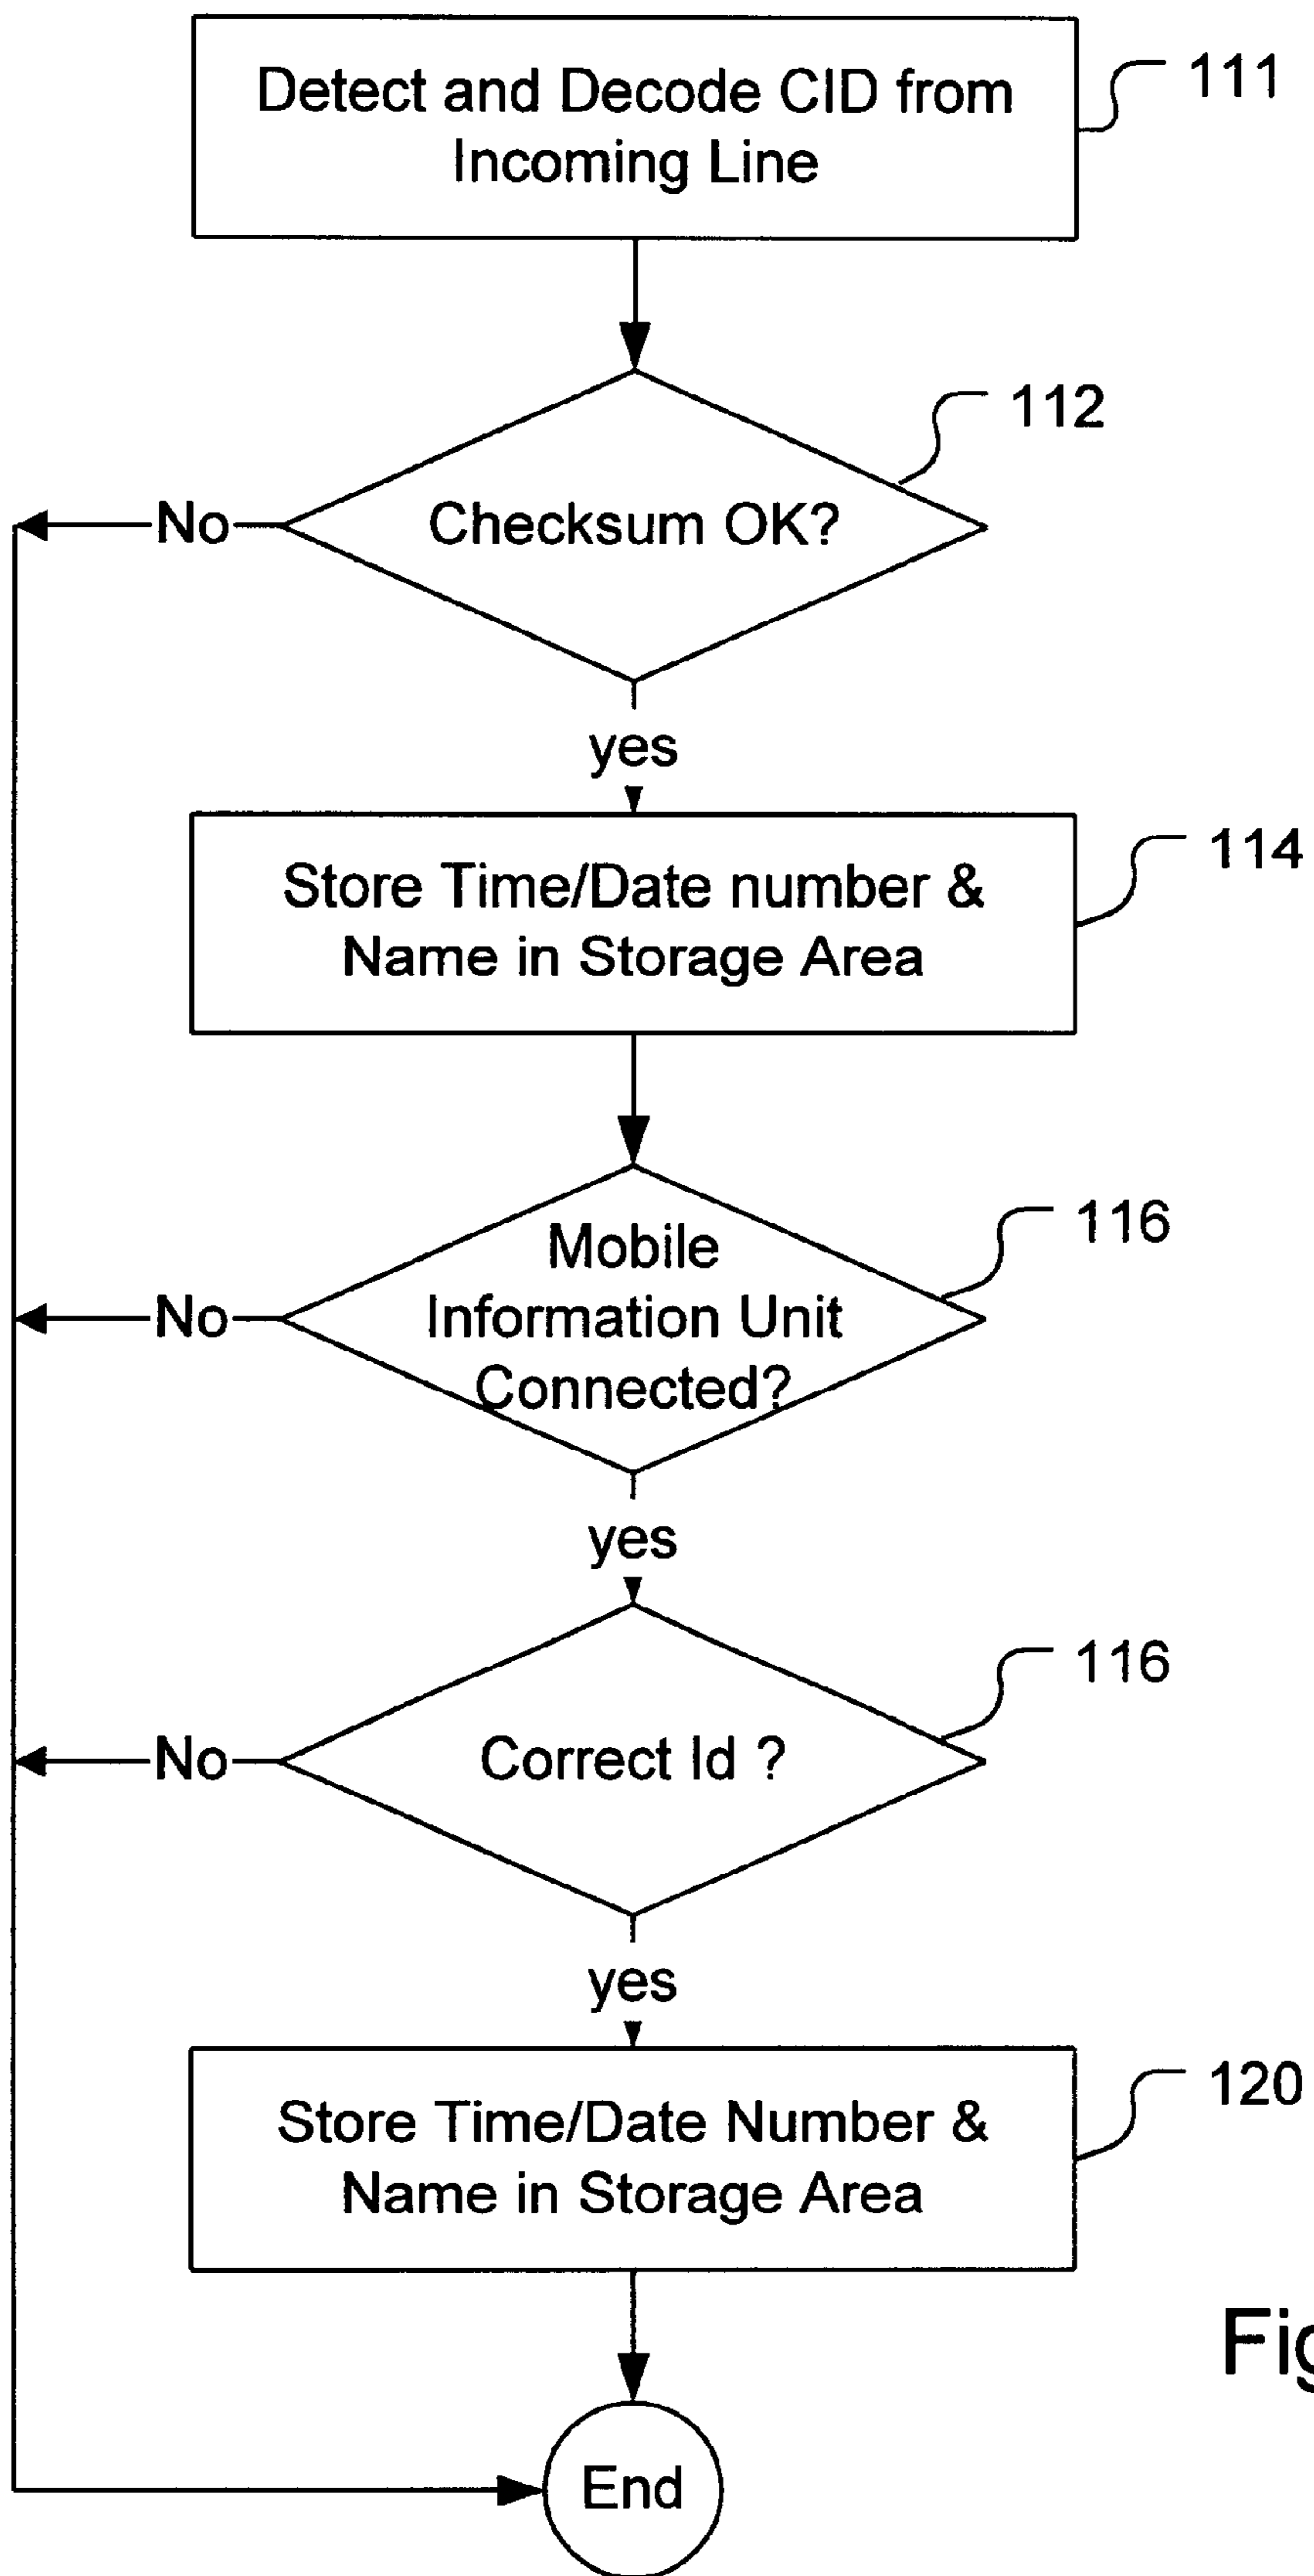 Detect and Decode CID from
Incoming Line
111
Checksum OK?
112
No
yes
Store Time/Date number &
Name in Storage Area
114
Mobile
Information Unit
Connected?
116
No
yes
Correct Id ?
116
No
yes
Store Time/Date Number &
Name in Storage Area
120
End